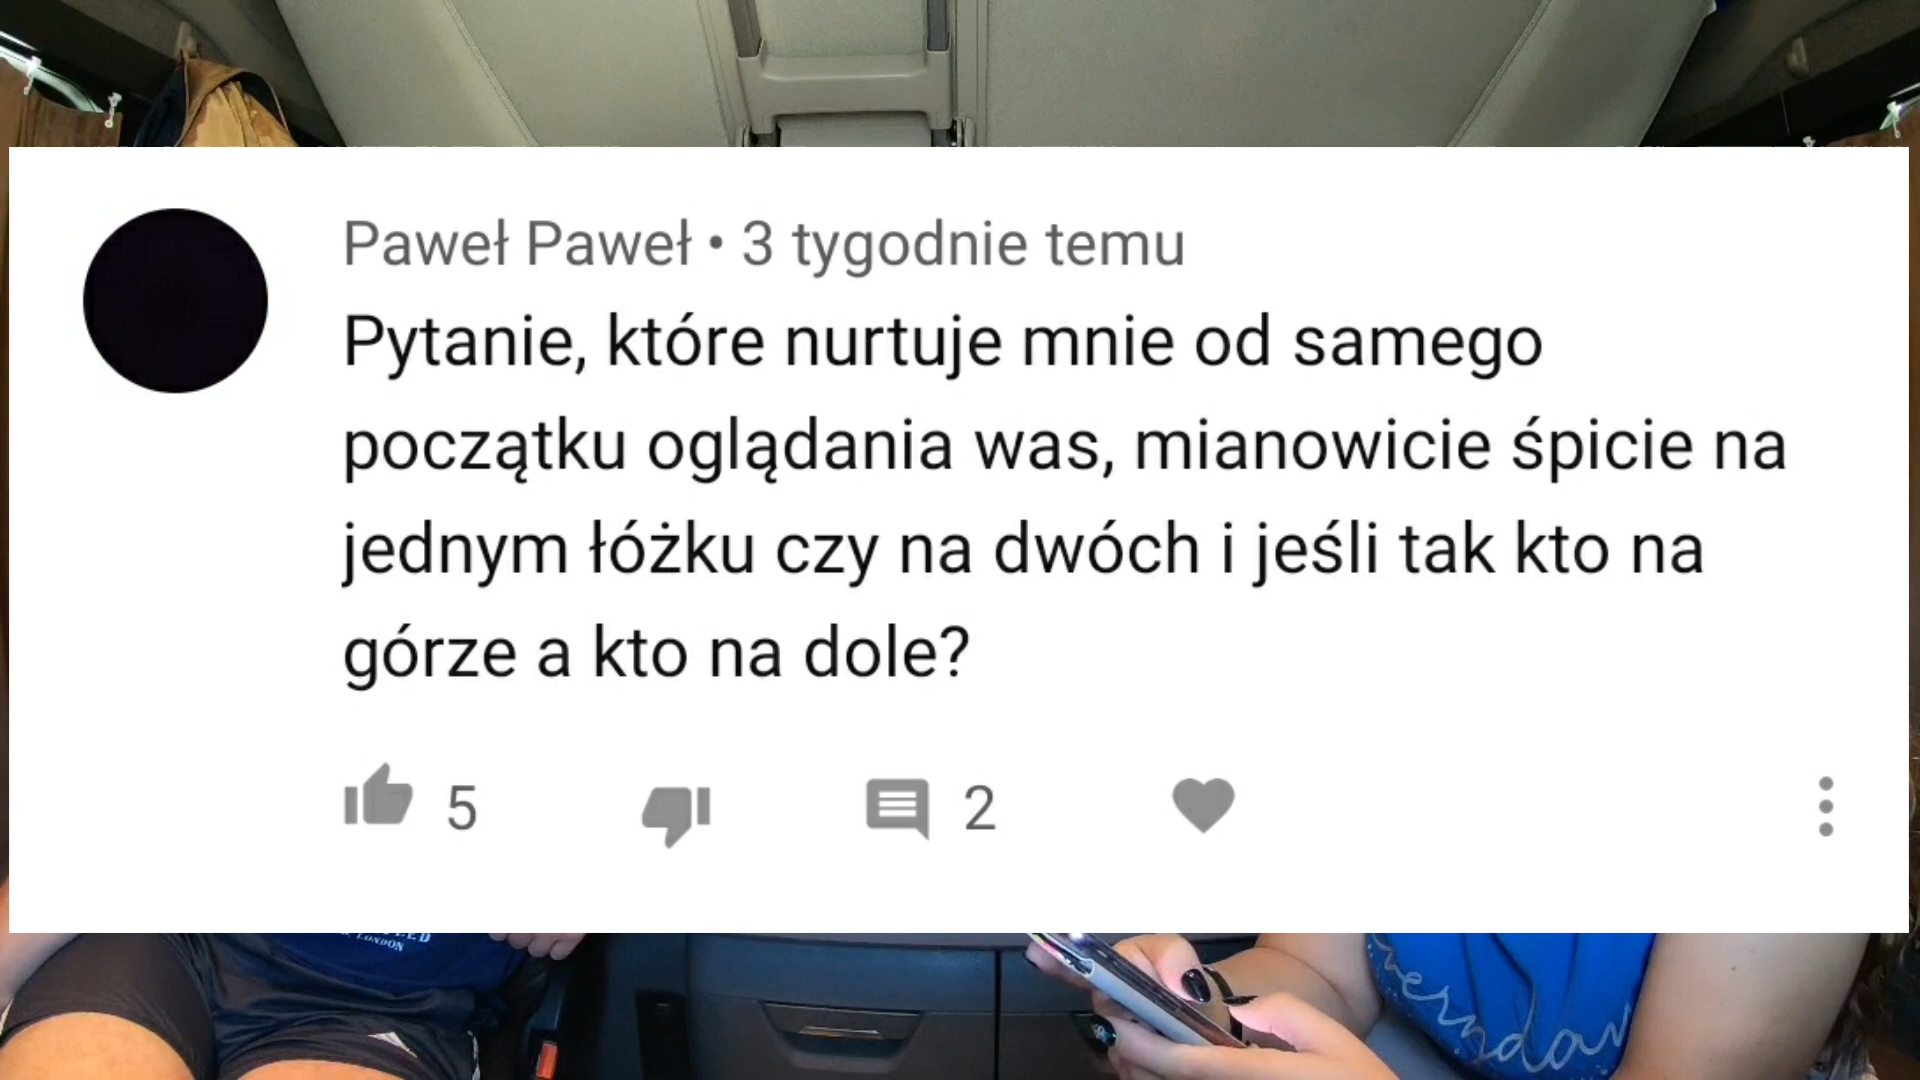 Paweł Paweł • 3 tygodnie temu
Pytanie, które nurtuje mnie od samego
początku oglądania was, mianowicie śpicie na
jednym łóżku czy na dwóch i jeśli tak kto na
górze a kto na dole?
5
2
LONDON